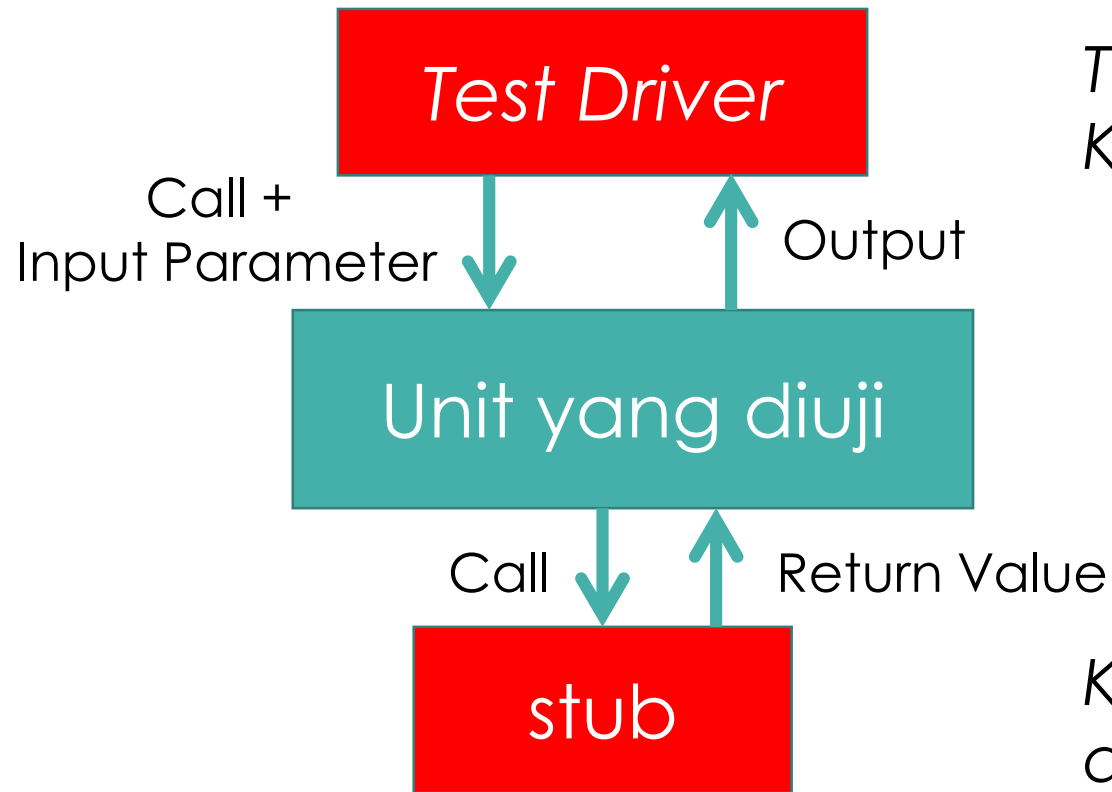 Test Driver
T
K
Call +
Input Parameter
Output
Unit yang diuji
Call
Return Value
stub
K